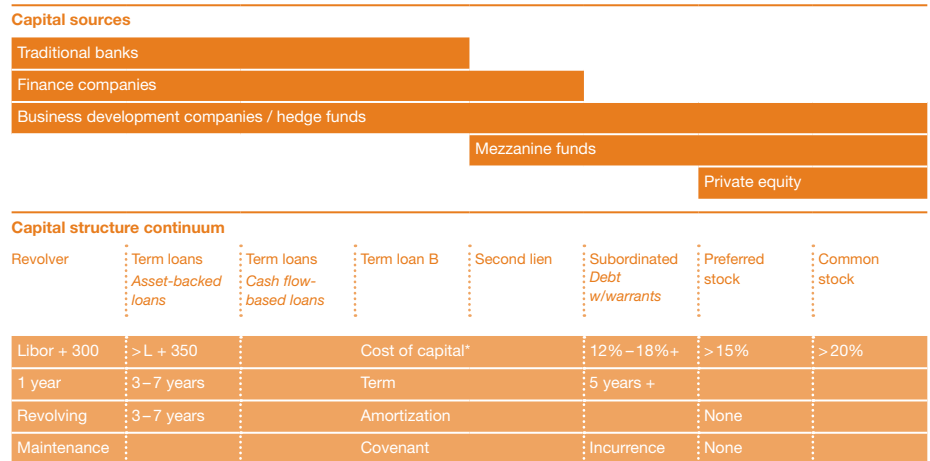 Capital sources
Traditional banks
Finance companies
Business development companies / hedge funds
Mezzanine funds
Private equity
Capital structure continuum
Revolver
Term loans
Asset-backed
loans
Term loans
Cash flow-
based loans
Term loan B
Second lien
Subordinated
Debt
w/warrants
Preferred
stock
Common
stock
Libor + 300 >L + 350 Cost of capital* 12%–18%+ >15% >20%
1 year 3–7 years Term 5 years +
Revolving 3–7 years Amortization None
Maintenance Covenant Incurrence None